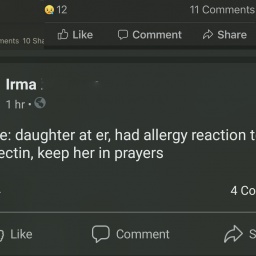 12 11 Comments
Like Comment Share
ments 10 Sha
Irma
1 hr •
e: daughter at er, had allergy reaction t
ectin, keep her in prayers
4 Co
Like Comment S